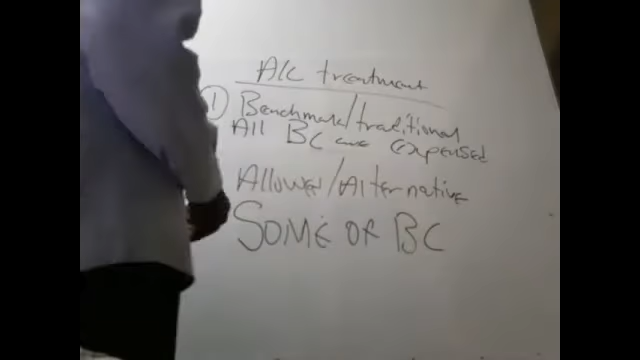 A/C treatment
① Benchmark/traditional
All BC are expensed
Allowed/Alternative
SOME OF BC